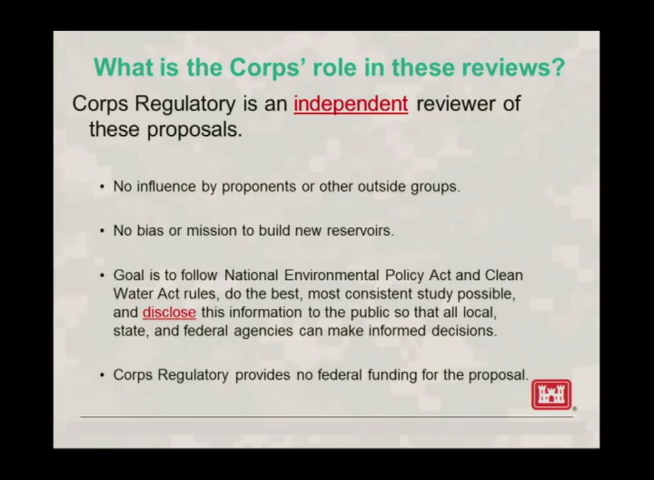 What is the Corps' role in these reviews?
Corps Regulatory is an independent reviewer of
these proposals.
• No influence by proponents or other outside groups.
• No bias or mission to build new reservoirs.
• Goal is to follow National Environmental Policy Act and Clean
Water Act rules, do the best, most consistent study possible,
and disclose this information to the public so that all local,
state, and federal agencies can make informed decisions.
• Corps Regulatory provides no federal funding for the proposal.